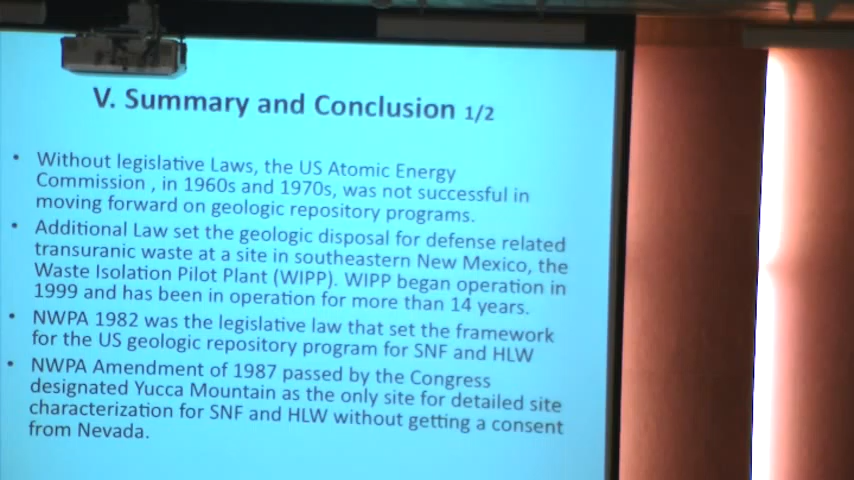 V. Summary and Conclusion 1/2
• Without legislative Laws, the US Atomic Energy
Commission , in 1960s and 1970s, was not successful in
moving forward on geologic repository programs.
• Additional Law set the geologic disposal for defense related
transuranic waste at a site in southeastern New Mexico, the
Waste Isolation Pilot Plant (WIPP). WIPP began operation in
1999 and has been in operation for more than 14 years.
• NWPA 1982 was the legislative law that set the framework
for the US geologic repository program for SNF and HLW
• NWPA Amendment of 1987 passed by the Congress
designated Yucca Mountain as the only site for detailed site
characterization for SNF and HLW without getting a consent
from Nevada.